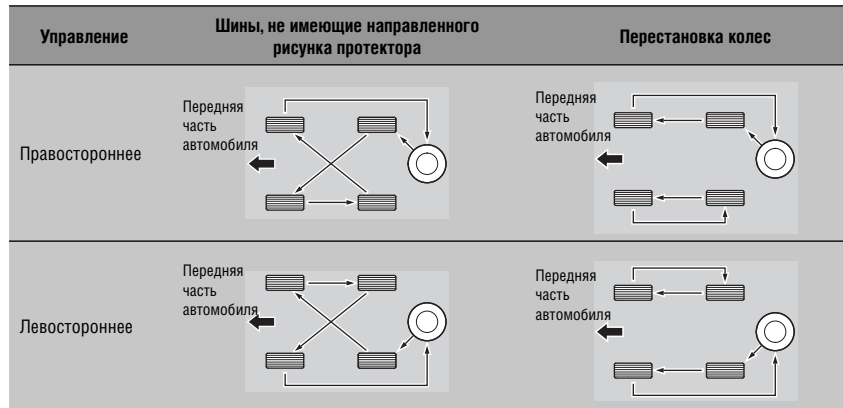 Управление
Шины, не имеющие направленного
рисунка протектора
Перестановка колес
Правостороннее
Передняя
часть
автомобиля
Передняя
часть
автомобиля
Левостороннее
Передняя
часть
автомобиля
Передняя
часть
автомобиля